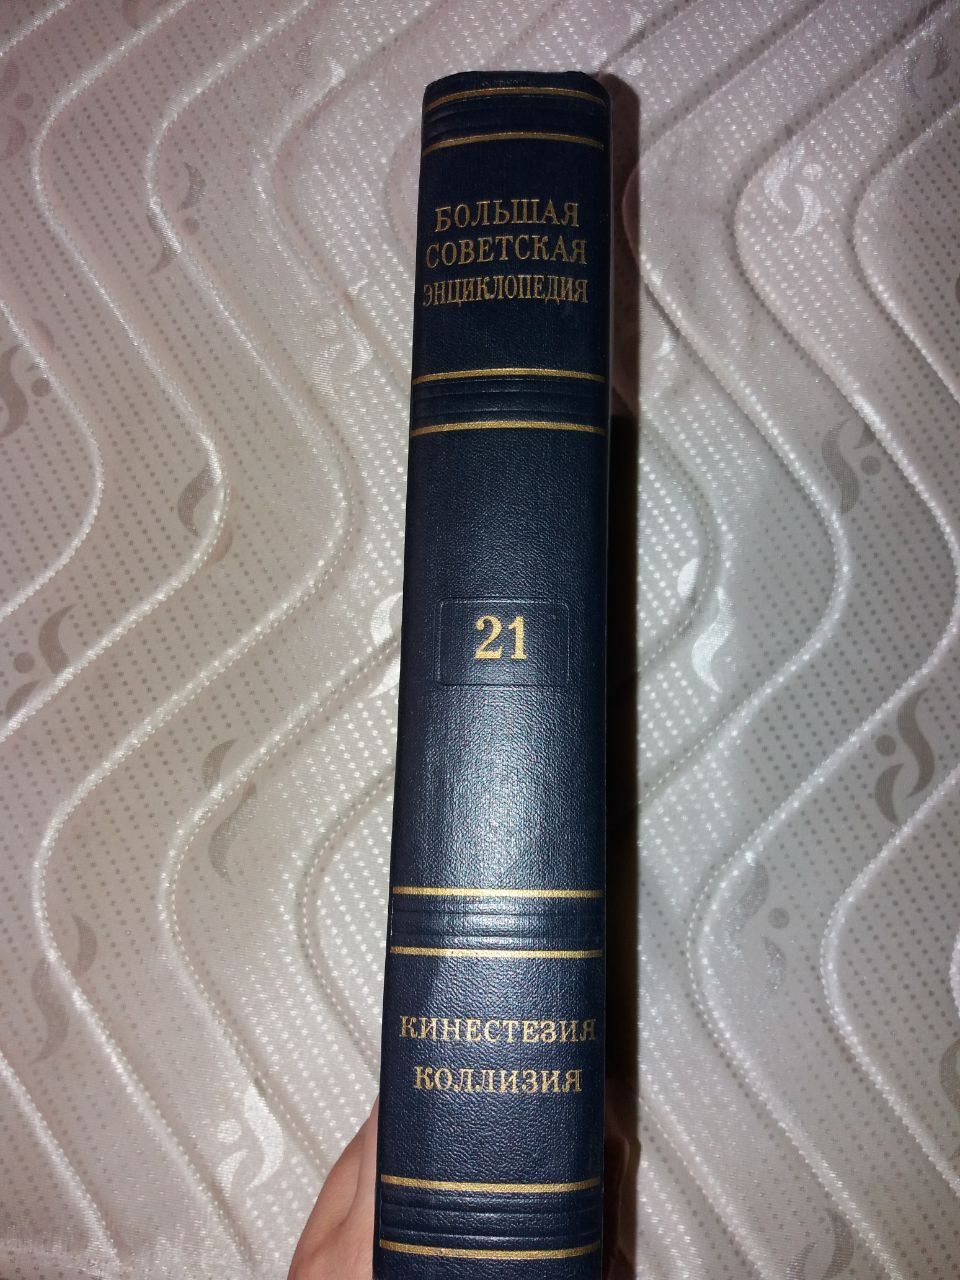 БОЛЬШАЯ
СОВЕТСКАЯ
ЭНЦИКЛОПЕДИЯ
21
КИНЕСТЕЗИЯ
КОЛЛИЗИЯ